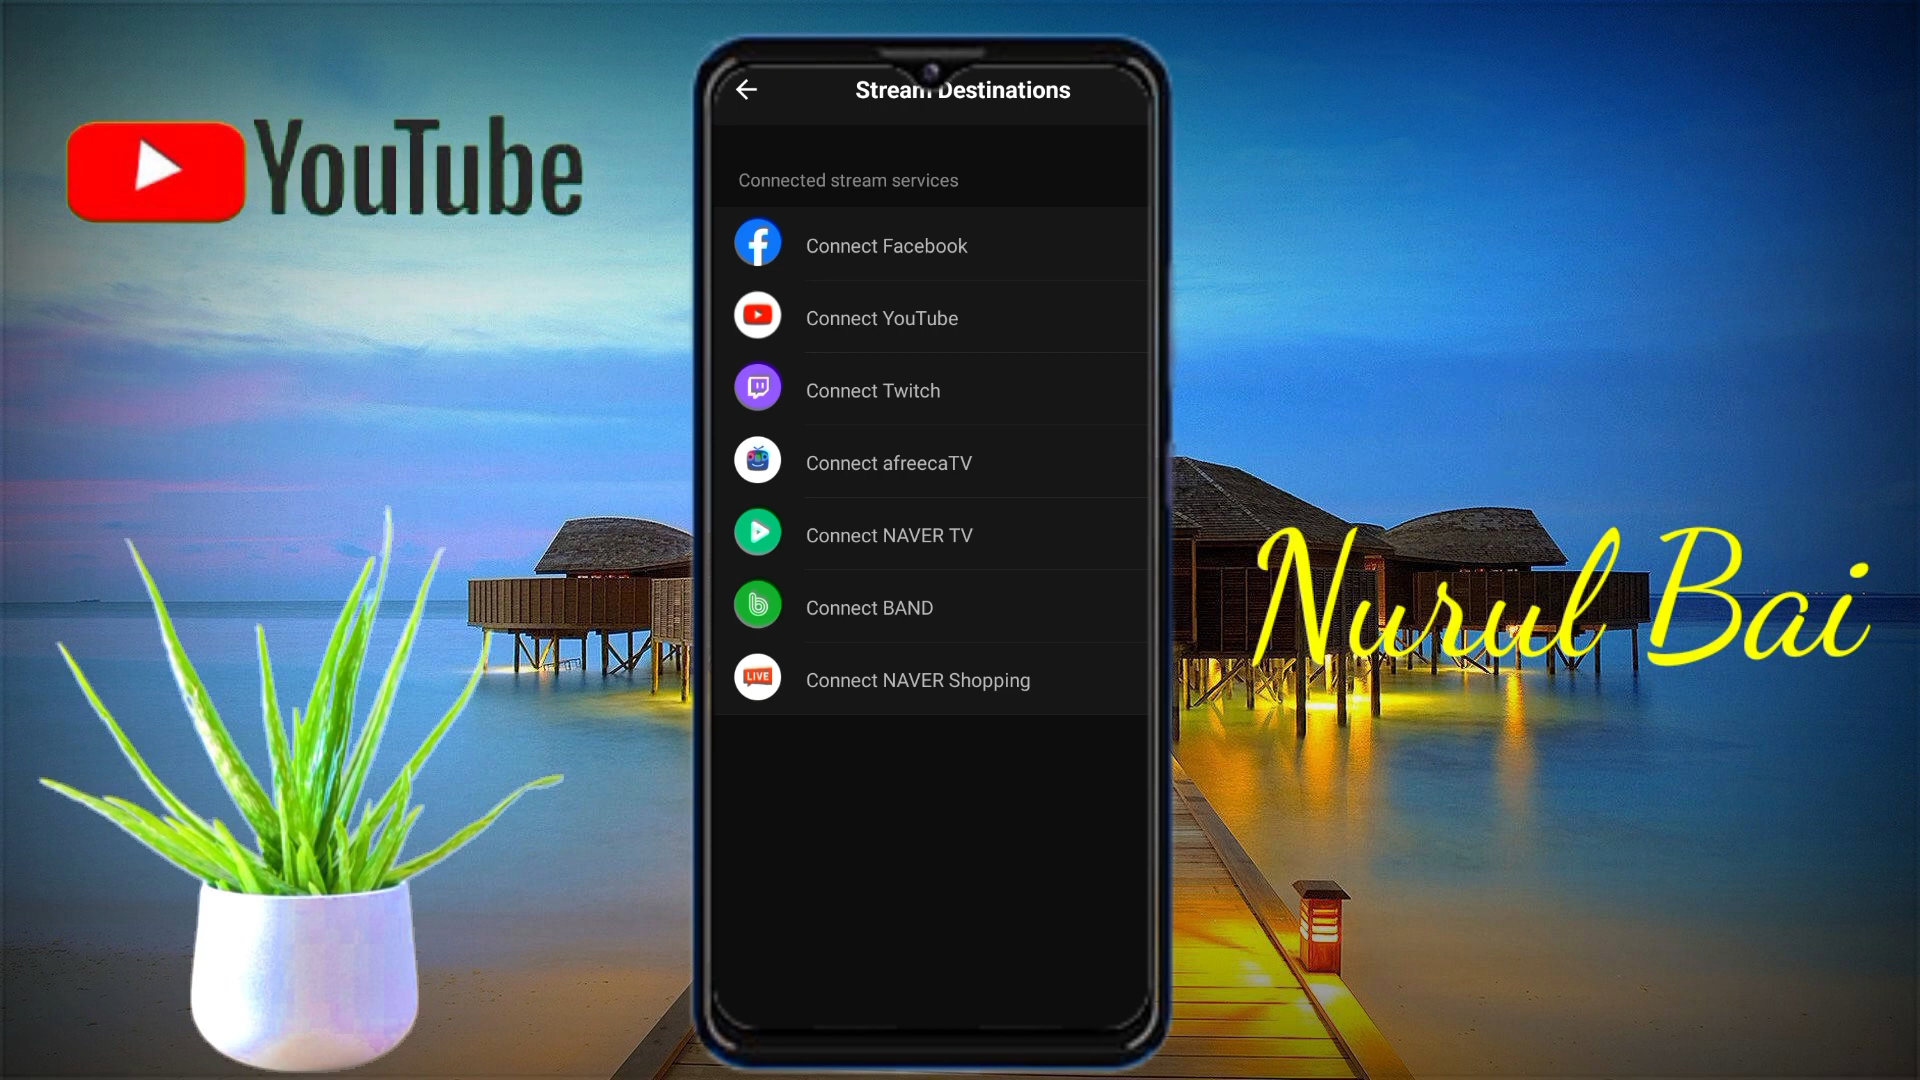 YouTube
Stream Destinations
Connected stream services
Connect Facebook
Connect YouTube
Connect Twitch
Connect afreecaTV
Connect NAVER TV
Connect BAND
LIVE
Connect NAVER Shopping
Nurul Bai